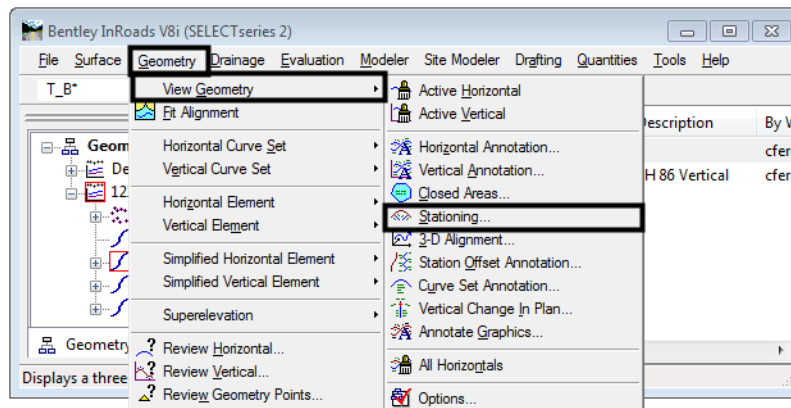 Bentley InRoads V8i (SELECTseries 2)
File Surface Geometry Drainage Evaluation Modeler Site Modeler Drafting Quantities Tools Help
T_B*
View Geometry
Fit Alignment
Horizontal Curve Set
Vertical Curve Set
Horizontal Element
Vertical Element
Simplified Horizontal Element
Simplified Vertical Element
Superelevation
Review Horizontal...
Review Vertical...
Review Geometry Points...
Active Horizontal
Active Vertical
Horizontal Annotation...
Vertical Annotation...
Closed Areas...
Stationing...
3-D Alignment...
Station Offset Annotation...
Curve Set Annotation...
Vertical Change In Plan...
Annotate Graphics...
All Horizontals
Options...
Geom
De
12
Geometry
Displays a three
Description By
cfer
H 86 Vertical cfer